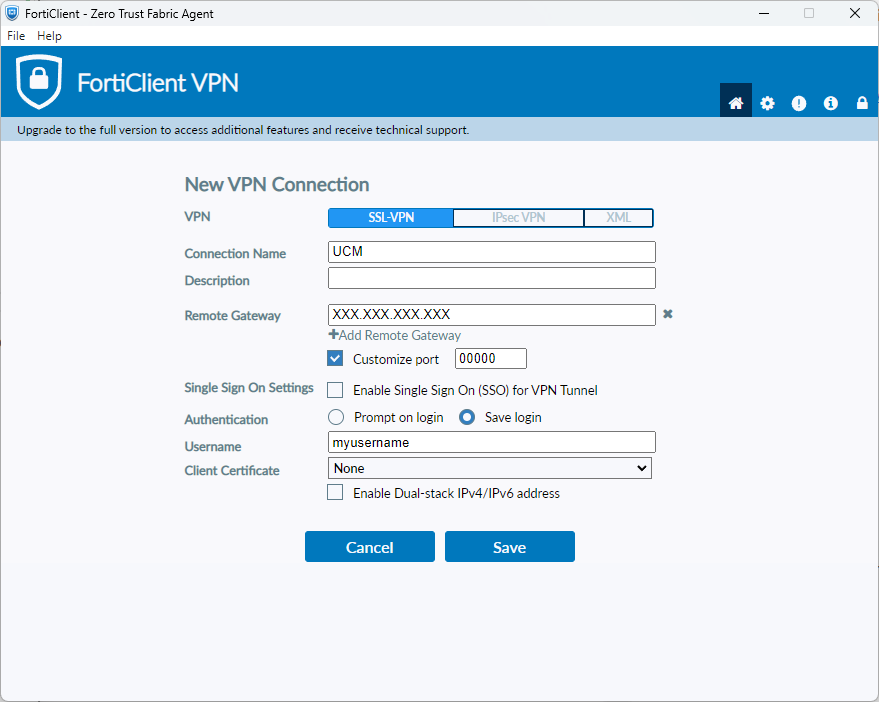 FortiClient - Zero Trust Fabric Agent
File Help
FortiClient VPN
Upgrade to the full version to access additional features and receive technical support.
New VPN Connection
VPN SSL-VPN IPsec VPN XML
Connection Name UCM
Description
Remote Gateway XXX.XXX.XXX.XXX
+Add Remote Gateway
Customize port 00000
Single Sign On Settings Enable Single Sign On (SSO) for VPN Tunnel
Authentication Prompt on login Save login
Username myusername
Client Certificate None
Enable Dual-stack IPv4/IPv6 address
Cancel Save